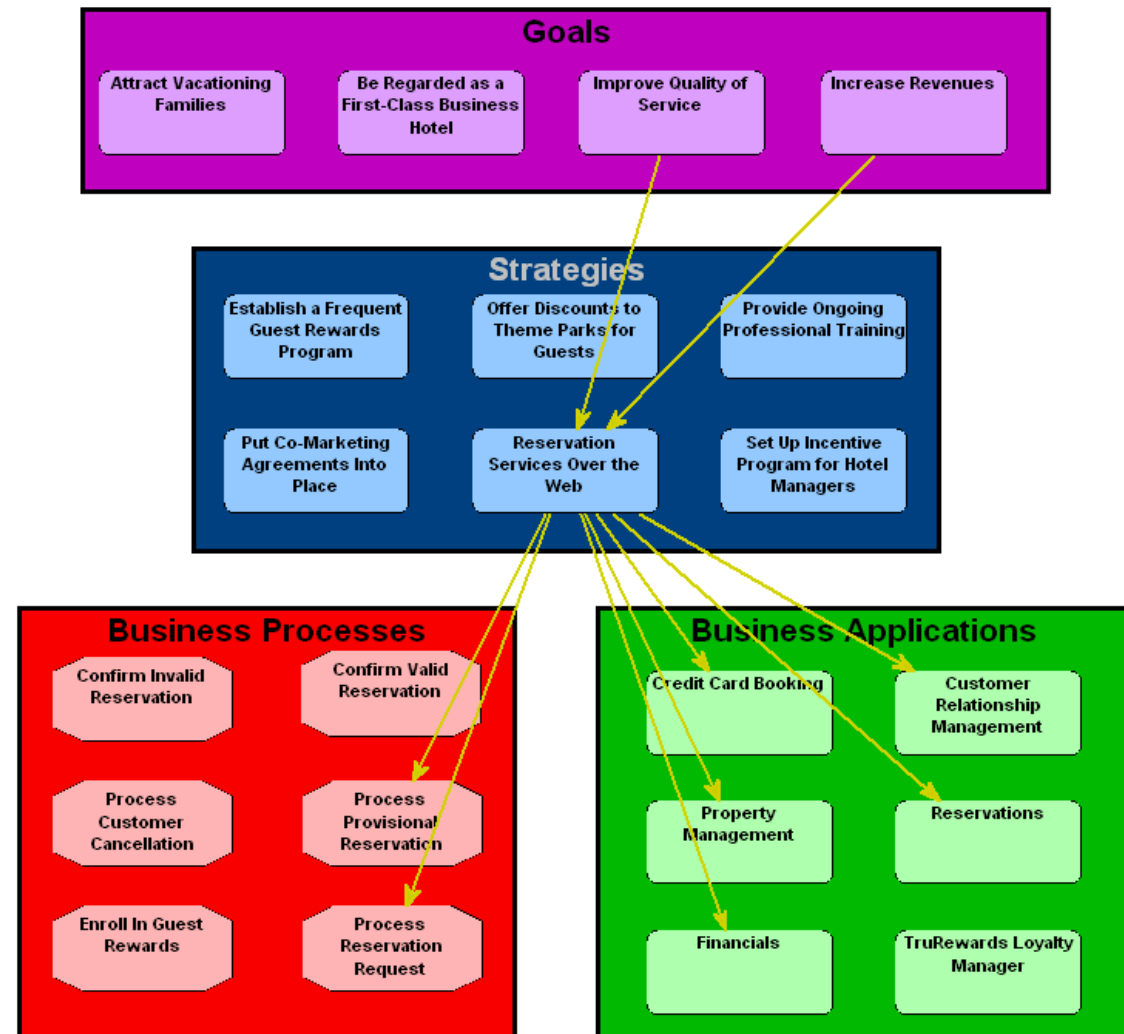 Goals
Attract Vacationing
Families
Be Regarded as a
First-Class Business
Hotel
Improve Quality of
Service
Increase Revenues
Strategies
Establish a Frequent
Guest Rewards
Program
Offer Discounts to
Theme Parks for
Guests
Provide Ongoing
Professional Training
Put Co-Marketing
Agreements Into
Place
Reservation
Services Over the
Web
Set Up Incentive
Program for Hotel
Managers
Business Processes
Confirm Invalid
Reservation
Confirm Valid
Reservation
Process
Customer
Cancellation
Process
Provisional
Reservation
Enroll In Guest
Rewards
Process
Reservation
Request
Business Applications
Credit Card Booking
Customer
Relationship
Management
Property
Management
Reservations
Financials
TruRewards Loyalty
Manager